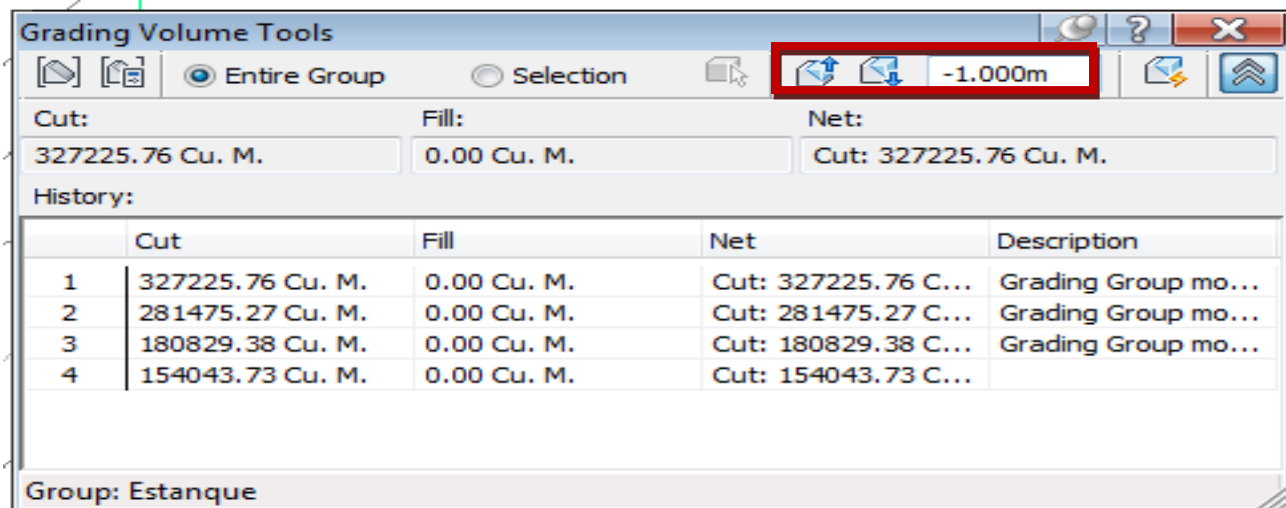 Grading Volume Tools
Entire Group Selection -1.000m
Cut: Fill: Net:
327225.76 Cu. M. 0.00 Cu. M. Cut: 327225.76 Cu. M.
History:
Cut Fill Net Description
1 327225.76 Cu. M. 0.00 Cu. M. Cut: 327225.76 C... Grading Group mo...
2 281475.27 Cu. M. 0.00 Cu. M. Cut: 281475.27 C... Grading Group mo...
3 180829.38 Cu. M. 0.00 Cu. M. Cut: 180829.38 C... Grading Group mo...
4 154043.73 Cu. M. 0.00 Cu. M. Cut: 154043.73 C...
Group: Estanque